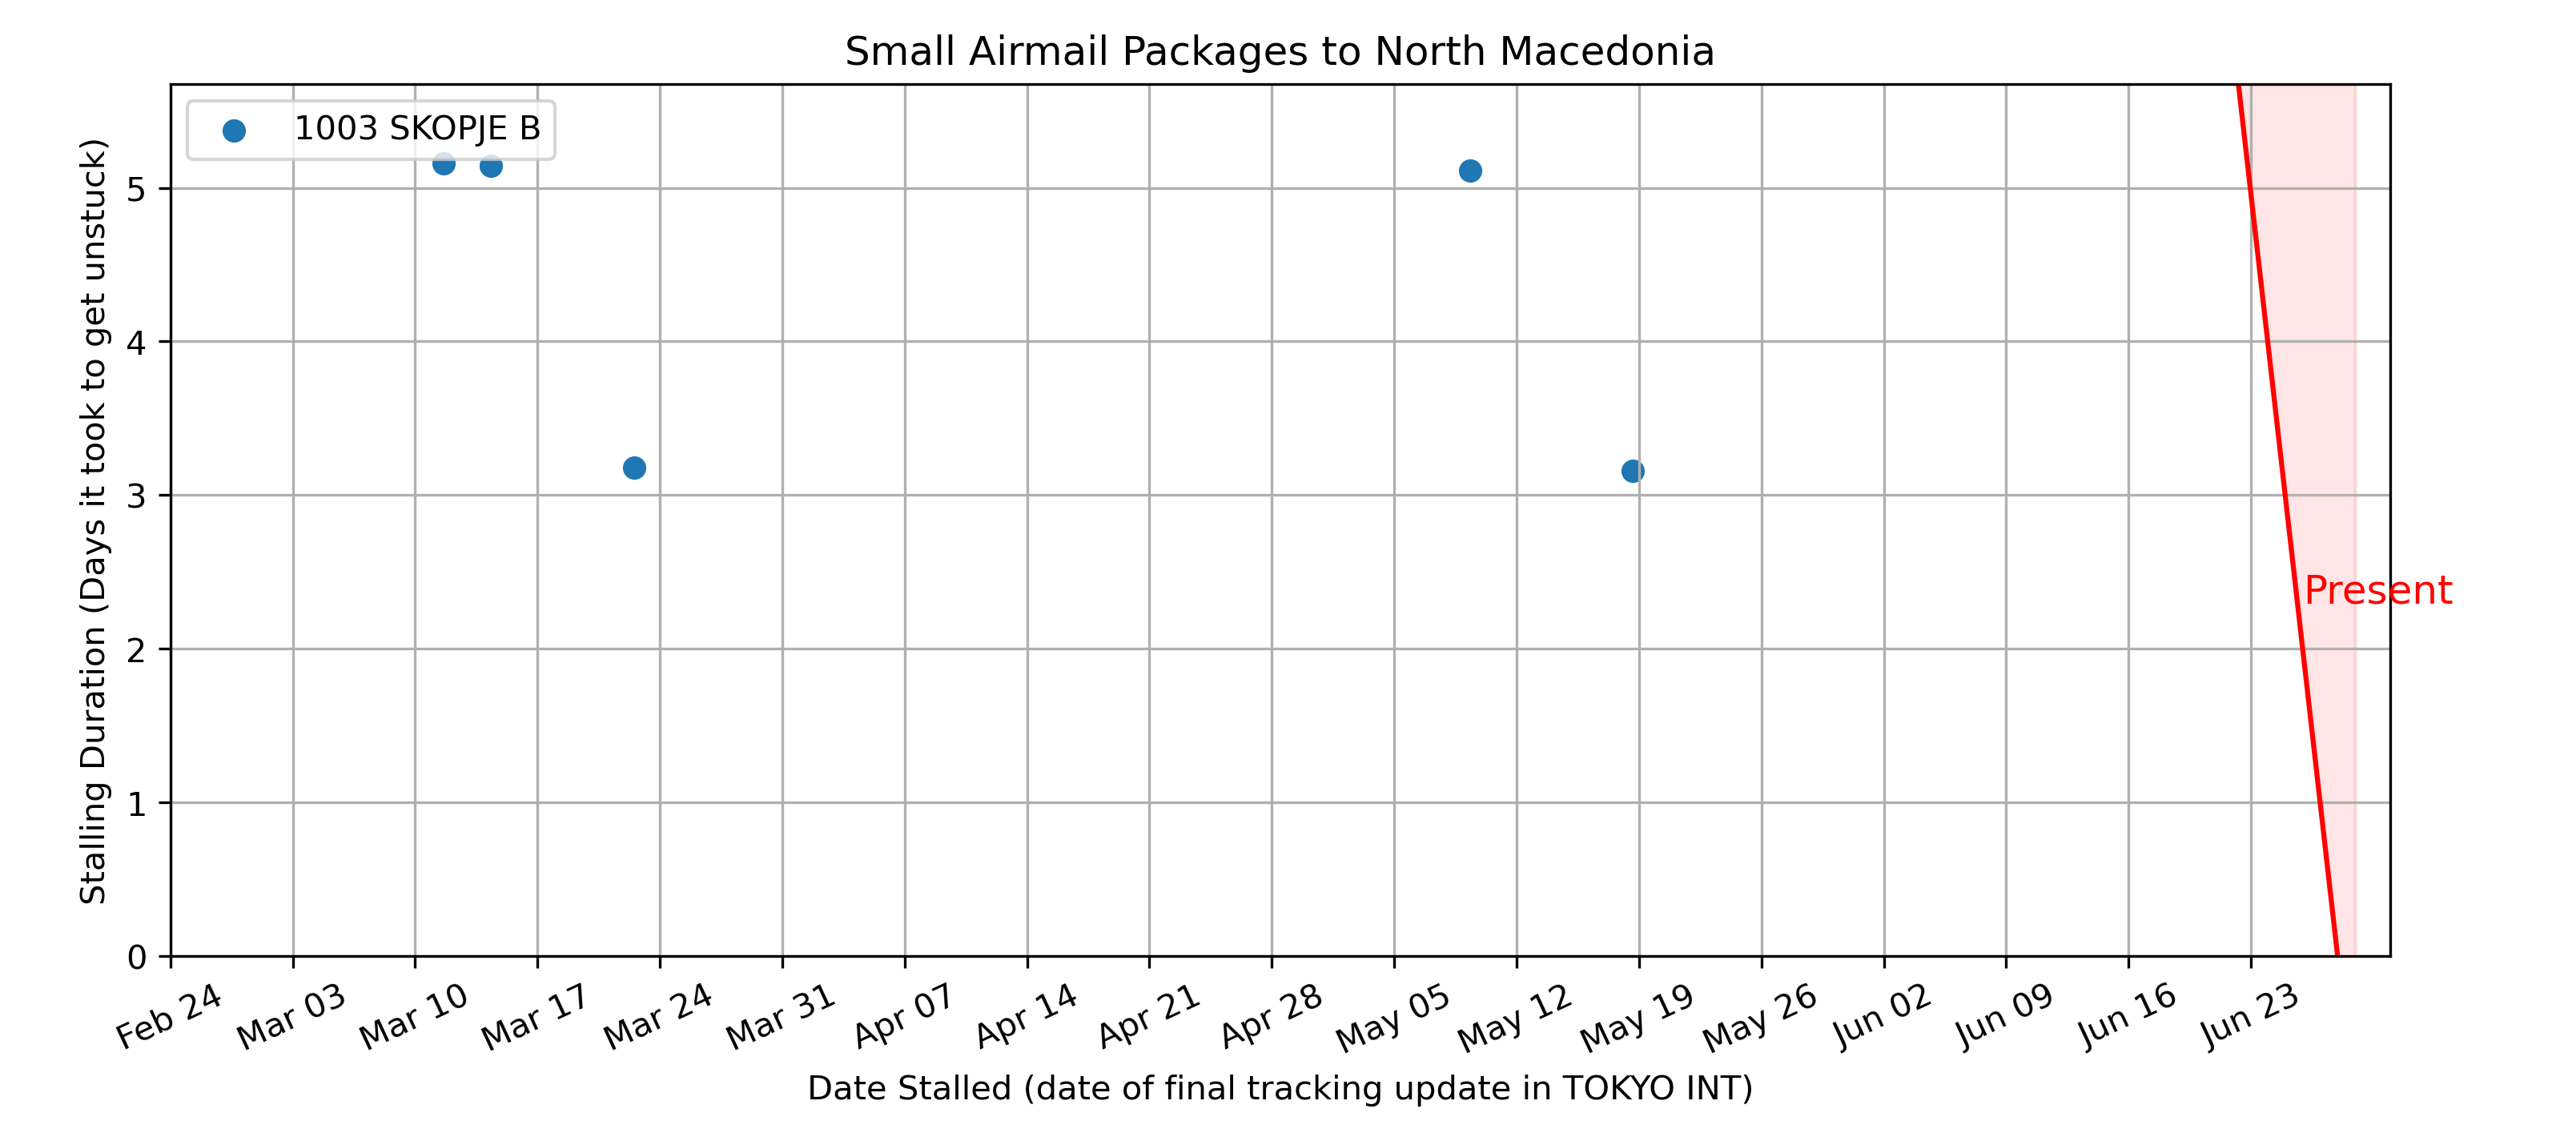 Small Airmail Packages to North Macedonia
1003 SKOPJE B
Stalling Duration (Days it took to get unstuck)
5
4
3
2
1
0
Present
Feb 24
Mar 03
Mar 10
Mar 17
Mar 24
Mar 31
Apr 07
Apr 14
Apr 21
Apr 28
May 05
May 12
May 19
May 26
Jun 02
Jun 09
Jun 16
Jun 23
Date Stalled (date of final tracking update in TOKYO INT)